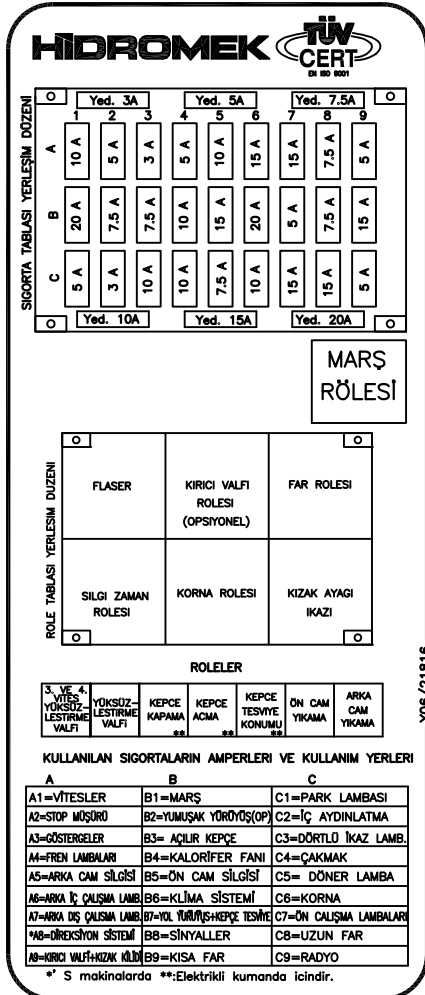 HİDROMEK
TÜV
CERT
EN ISO 9001
SIGORTA TABLASI YERLEŞİM DÜZENİ
Yed. 3A Yed. 5A Yed. 7.5A
1 2 3 4 5 6 7 8 9
A 10 A 5 A 3 A 5 A 10 A 15 A 15 A 7.5 A 5 A
B 20 A 7.5 A 7.5 A 10 A 15 A 20 A 5 A 7.5 A 15 A
C 5 A 3 A 10 A 10 A 7.5 A 10 A 15 A 15 A 5 A
Yed. 10A Yed. 15A Yed. 20A
MARŞ
RÖLESİ
ROLE TABLASI YERLESIM DUZENI
FLASER
KIRICI VALFI
ROLESI
(OPSIYONEL)
FAR ROLESI
SILGI ZAMAN
ROLESI
KORNA ROLESI
KIZAK AYAGI
IKAZI
Y06/21816
ROLELER
3. VE 4.
VİTES
YÜKSÜZ-
LESTİRME
VALFİ
YÜKSÜZ-
LESTİRME
VALFİ
KEPCE
KAPAMA
**
KEPCE
ACMA
**
KEPCE
TESVIYE
KONUMU
**
ÖN CAM
YIKAMA
ARKA
CAM
YIKAMA
KULLANILAN SIGORTALARIN AMPERLERI VE KULLANIM YERLERI
A B C
A1=VİTESLER B1=MARŞ C1=PARK LAMBASI
A2=STOP MÜŞÜRÜ B2=YUMUŞAK YÜRÜYÜŞ(OP) C2=İÇ AYDINLATMA
A3=GÖSTERGELER B3= AÇILIR KEPÇE C3=DÖRTLÜ İKAZ LAMB.
A4=FREN LAMBALARI B4=KALORİFER FANI C4=ÇAKMAK
A5=ARKA CAM SİLGİSİ B5=ÖN CAM SİLGİSİ C5= DÖNER LAMBA
A6=ARKA İÇ ÇALIŞMA LAMB. B6=KLİMA SİSTEMİ C6=KORNA
A7=ARKA DIŞ ÇALISMA LAMB. B7=YOL YÜRÜYÜŞ+KEPÇE TESVİYE C7=ÖN CALIŞMA LAMBALARI
*A8=DİREKSİYON SİSTEMİ B8=SİNYALLER C8=UZUN FAR
A9=KIRICI VALFİ+KIZAK KİLİDİ B9=KISA FAR C9=RADYO
*' S makinalarda **:Elektrikli kumanda icindir.